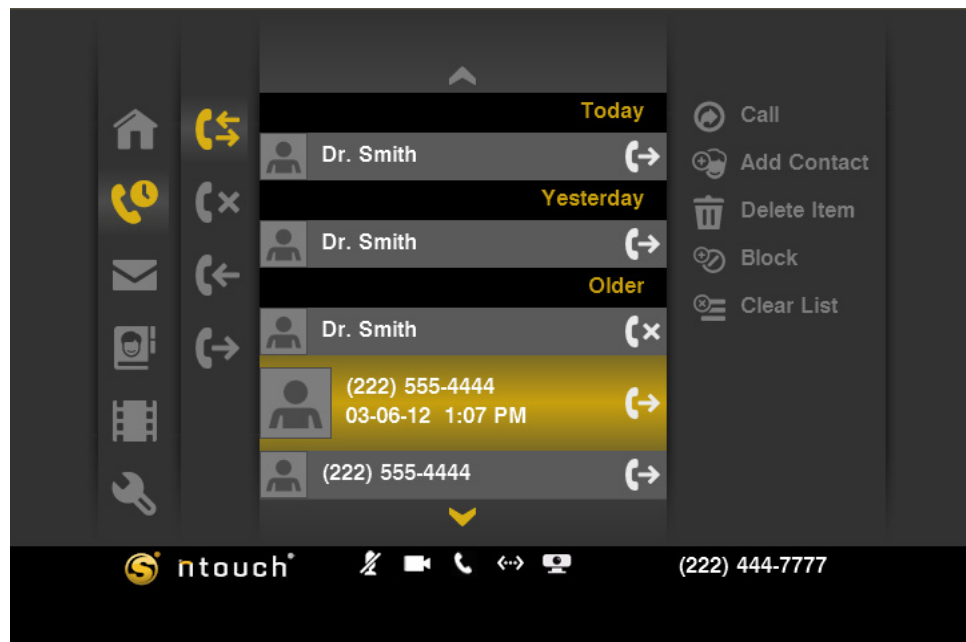 Today
Dr. Smith
Yesterday
Dr. Smith
Older
Dr. Smith
(222) 555-4444
03-06-12 1:07 PM
(222) 555-4444
Call
Add Contact
Delete Item
Block
Clear List
S ntouch
(222) 444-7777